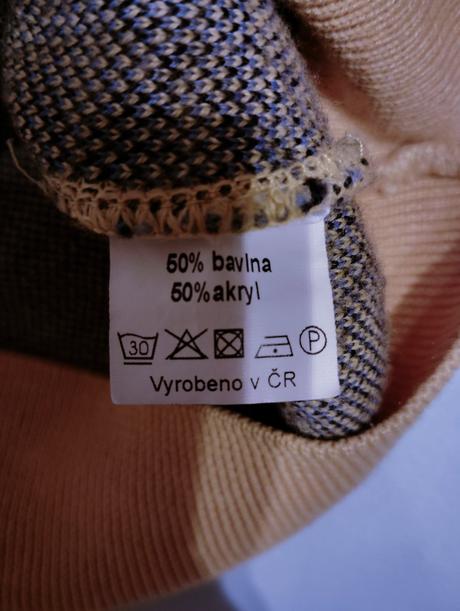 50% bavlna
50%akryl
30 P
Vyrobeno v ČR